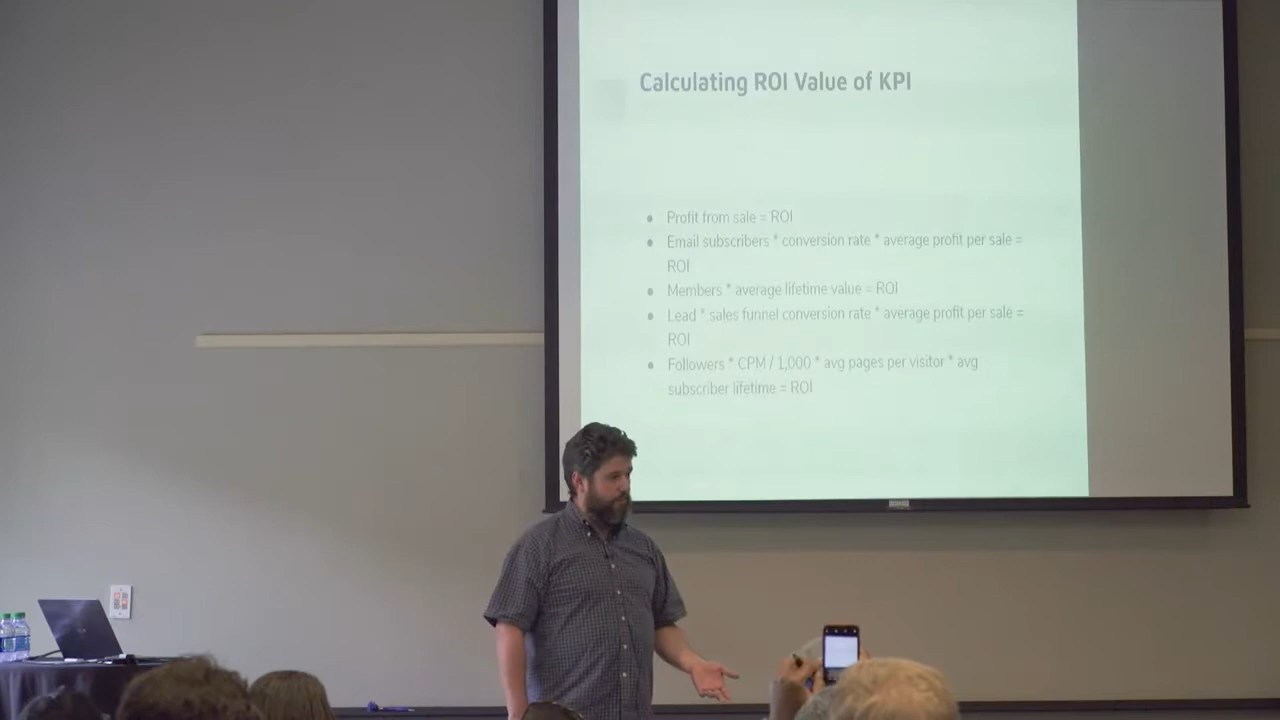 Calculating ROI Value of KPI
● Profit from sale = ROI
● Email subscribers * conversion rate * average profit per sale =
ROI
● Members * average lifetime value = ROI
● Lead * sales funnel conversion rate * average profit per sale =
ROI
● Followers * CPM / 1,000 * avg pages per visitor * avg
subscriber lifetime = ROI